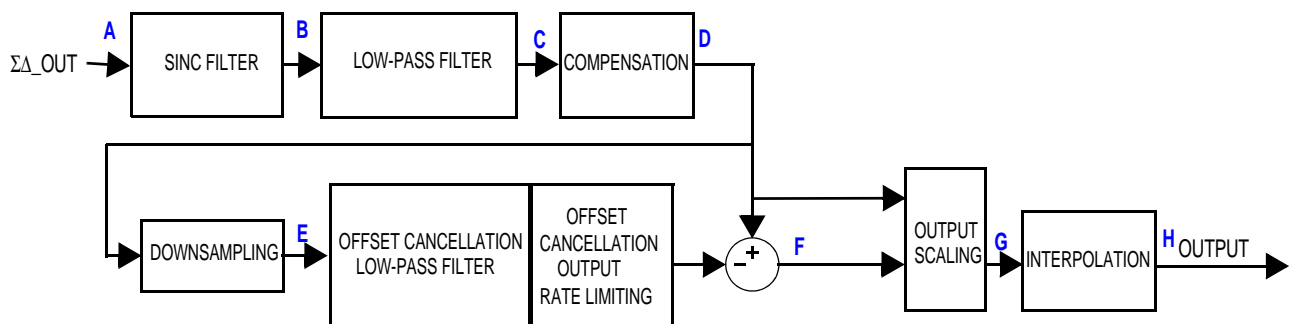 A
B
C
D
ΣΔ_OUT
SINC FILTER
LOW-PASS FILTER
COMPENSATION
DOWNSAMPLING
E
OFFSET CANCELLATION
LOW-PASS FILTER
OFFSET
CANCELLATION
OUTPUT
RATE LIMITING
+
−
F
OUTPUT
SCALING
G
INTERPOLATION
H
OUTPUT